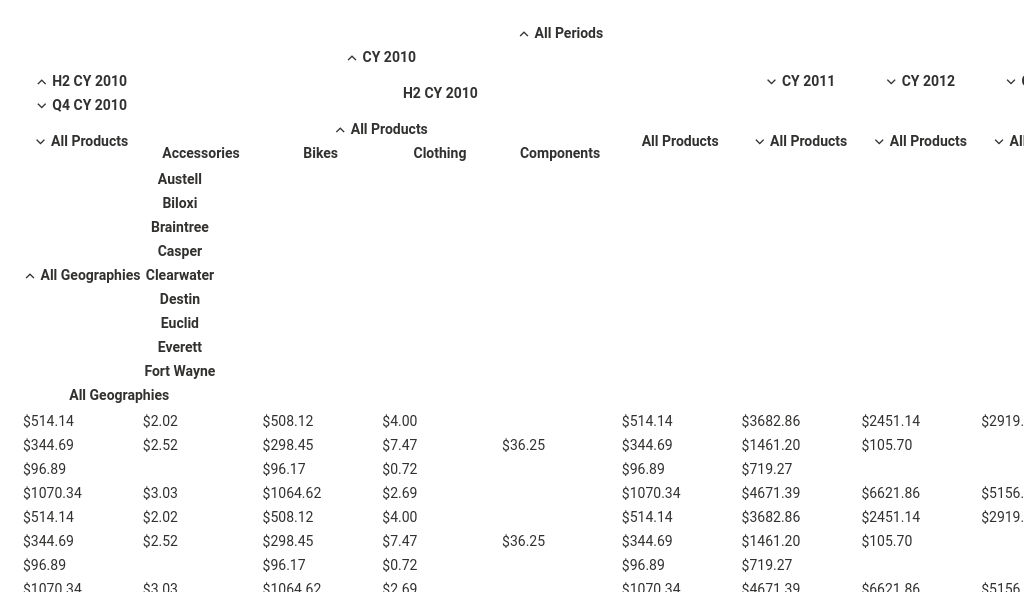 All Periods
CY 2010
H2 CY 2010 CY 2011 CY 2012
H2 CY 2010
Q4 CY 2010
All Products
All Products All Products All Products All Products
Accessories Bikes Clothing Components
Austell
Biloxi
Braintree
Casper
All Geographies Clearwater
Destin
Euclid
Everett
Fort Wayne
All Geographies
$514.14 $2.02 $508.12 $4.00 $514.14 $3682.86 $2451.14 $2919.
$344.69 $2.52 $298.45 $7.47 $36.25 $344.69 $1461.20 $105.70
$96.89 $96.17 $0.72 $96.89 $719.27
$1070.34 $3.03 $1064.62 $2.69 $1070.34 $4671.39 $6621.86 $5156.
$514.14 $2.02 $508.12 $4.00 $514.14 $3682.86 $2451.14 $2919.
$344.69 $2.52 $298.45 $7.47 $36.25 $344.69 $1461.20 $105.70
$96.89 $96.17 $0.72 $96.89 $719.27
$1070.34 $3.03 $1064.62 $2.69 $1070.34 $4671.39 $6621.86 $5156